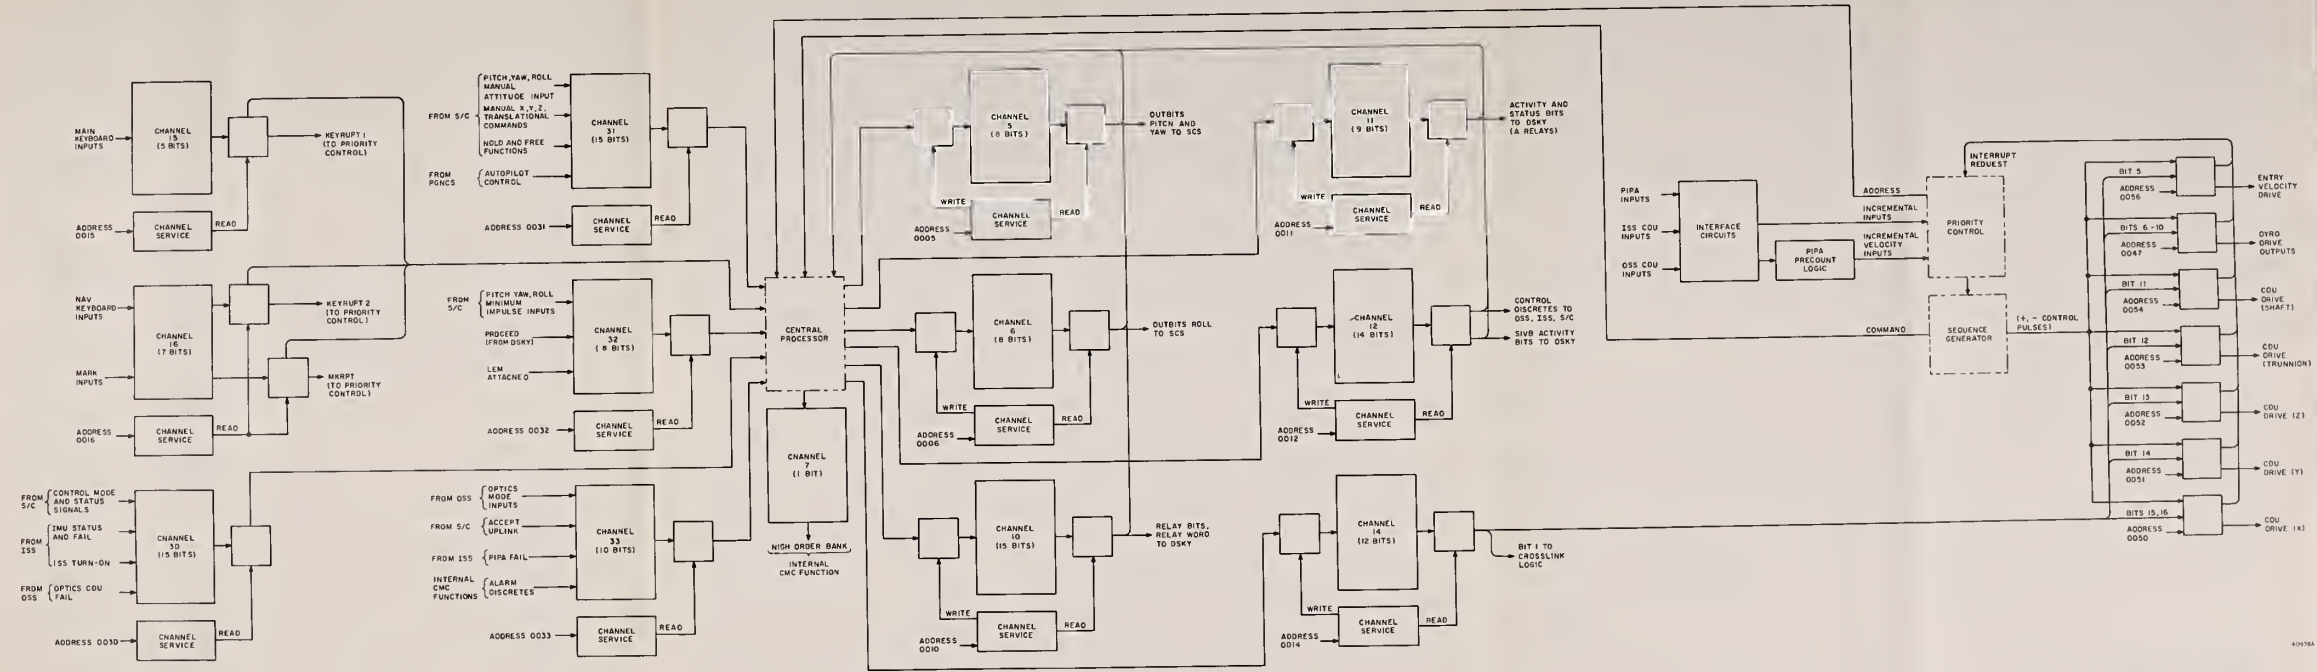 MAIN
KEYBOARD
INPUTS
CHANNEL
15
(5 BITS)
KEYRUPT 1
(TO PRIORITY
CONTROL)
ADDRESS
0015
CHANNEL
SERVICE
READ
NAV
KEYBOARD
INPUTS
CHANNEL
16
(7 BITS)
KEYRUPT 2
(TO PRIORITY
CONTROL)
MARK
INPUTS
MKRPT
(TO PRIORITY
CONTROL)
ADDRESS
0016
CHANNEL
SERVICE
READ
FROM
S/C
CONTROL MODE
AND STATUS
SIGNALS
FROM
ISS
IMU STATUS
AND FAIL
ISS TURN-ON
FROM
OSS
OPTICS CDU
FAIL
CHANNEL
30
(15 BITS)
ADDRESS 0030
CHANNEL
SERVICE
READ
FROM S/C
PITCH, YAW, ROLL
MANUAL
ATTITUDE INPUT
MANUAL X,Y,Z,
TRANSLATIONAL
COMMANDS
HOLD AND FREE
FUNCTIONS
FROM
PGNCS
AUTOPILOT
CONTROL
CHANNEL
31
(15 BITS)
ADDRESS 0031
CHANNEL
SERVICE
READ
FROM
S/C
PITCH YAW, ROLL
MINIMUM
IMPULSE INPUTS
PROCEED
(FROM DSKY)
LEM
ATTACHED
CHANNEL
32
(8 BITS)
ADDRESS 0032
CHANNEL
SERVICE
READ
FROM OSS
OPTICS
MODE
INPUTS
FROM S/C
ACCEPT
UPLINK
FROM ISS
PIPA FAIL
INTERNAL
CMC
FUNCTIONS
ALARM
DISCRETES
CHANNEL
33
(10 BITS)
ADDRESS 0033
CHANNEL
SERVICE
READ
CENTRAL
PROCESSOR
CHANNEL
7
(1 BIT)
HIGH ORDER BANK
INTERNAL
CMC FUNCTION
CHANNEL
5
(8 BITS)
OUTBITS
PITCH AND
YAW TO SCS
WRITE
ADDRESS
0005
CHANNEL
SERVICE
READ
CHANNEL
6
(8 BITS)
OUTBITS ROLL
TO SCS
WRITE
ADDRESS
0006
CHANNEL
SERVICE
READ
CHANNEL
10
(15 BITS)
RELAY BITS,
RELAY WORD
TO DSKY
WRITE
ADDRESS
0010
CHANNEL
SERVICE
READ
CHANNEL
11
(9 BITS)
ACTIVITY AND
STATUS BITS
TO DSKY
(A RELAYS)
WRITE
ADDRESS
0011
CHANNEL
SERVICE
READ
CHANNEL
12
(14 BITS)
CONTROL
DISCRETES TO
OSS, ISS, S/C
SIVB ACTIVITY
BITS TO DSKY
WRITE
ADDRESS
0012
CHANNEL
SERVICE
READ
CHANNEL
14
(12 BITS)
BIT 1 TO
CROSSLINK
LOGIC
WRITE
ADDRESS
0014
CHANNEL
SERVICE
READ
PIPA
INPUTS
ISS CDU
INPUTS
OSS CDU
INPUTS
INTERFACE
CIRCUITS
PIPA
PRECOUNT
LOGIC
ADDRESS
INCREMENTAL
INPUTS
INCREMENTAL
VELOCITY
INPUTS
INTERRUPT
REQUEST
PRIORITY
CONTROL
COMMAND
SEQUENCE
GENERATOR
(+, - CONTROL
PULSES)
BIT 5
ADDRESS
0056
ENTRY
VELOCITY
DRIVE
BITS 6 -10
ADDRESS
0047
GYRO
DRIVE
OUTPUTS
BIT 11
ADDRESS
0054
CDU
DRIVE
(SHAFT)
BIT 12
ADDRESS
0053
CDU
DRIVE
(TRUNNION)
BIT 13
ADDRESS
0052
CDU
DRIVE (Z)
BIT 14
ADDRESS
0051
CDU
DRIVE (Y)
BITS 15,16
ADDRESS
0050
CDU
DRIVE (X)
40938A